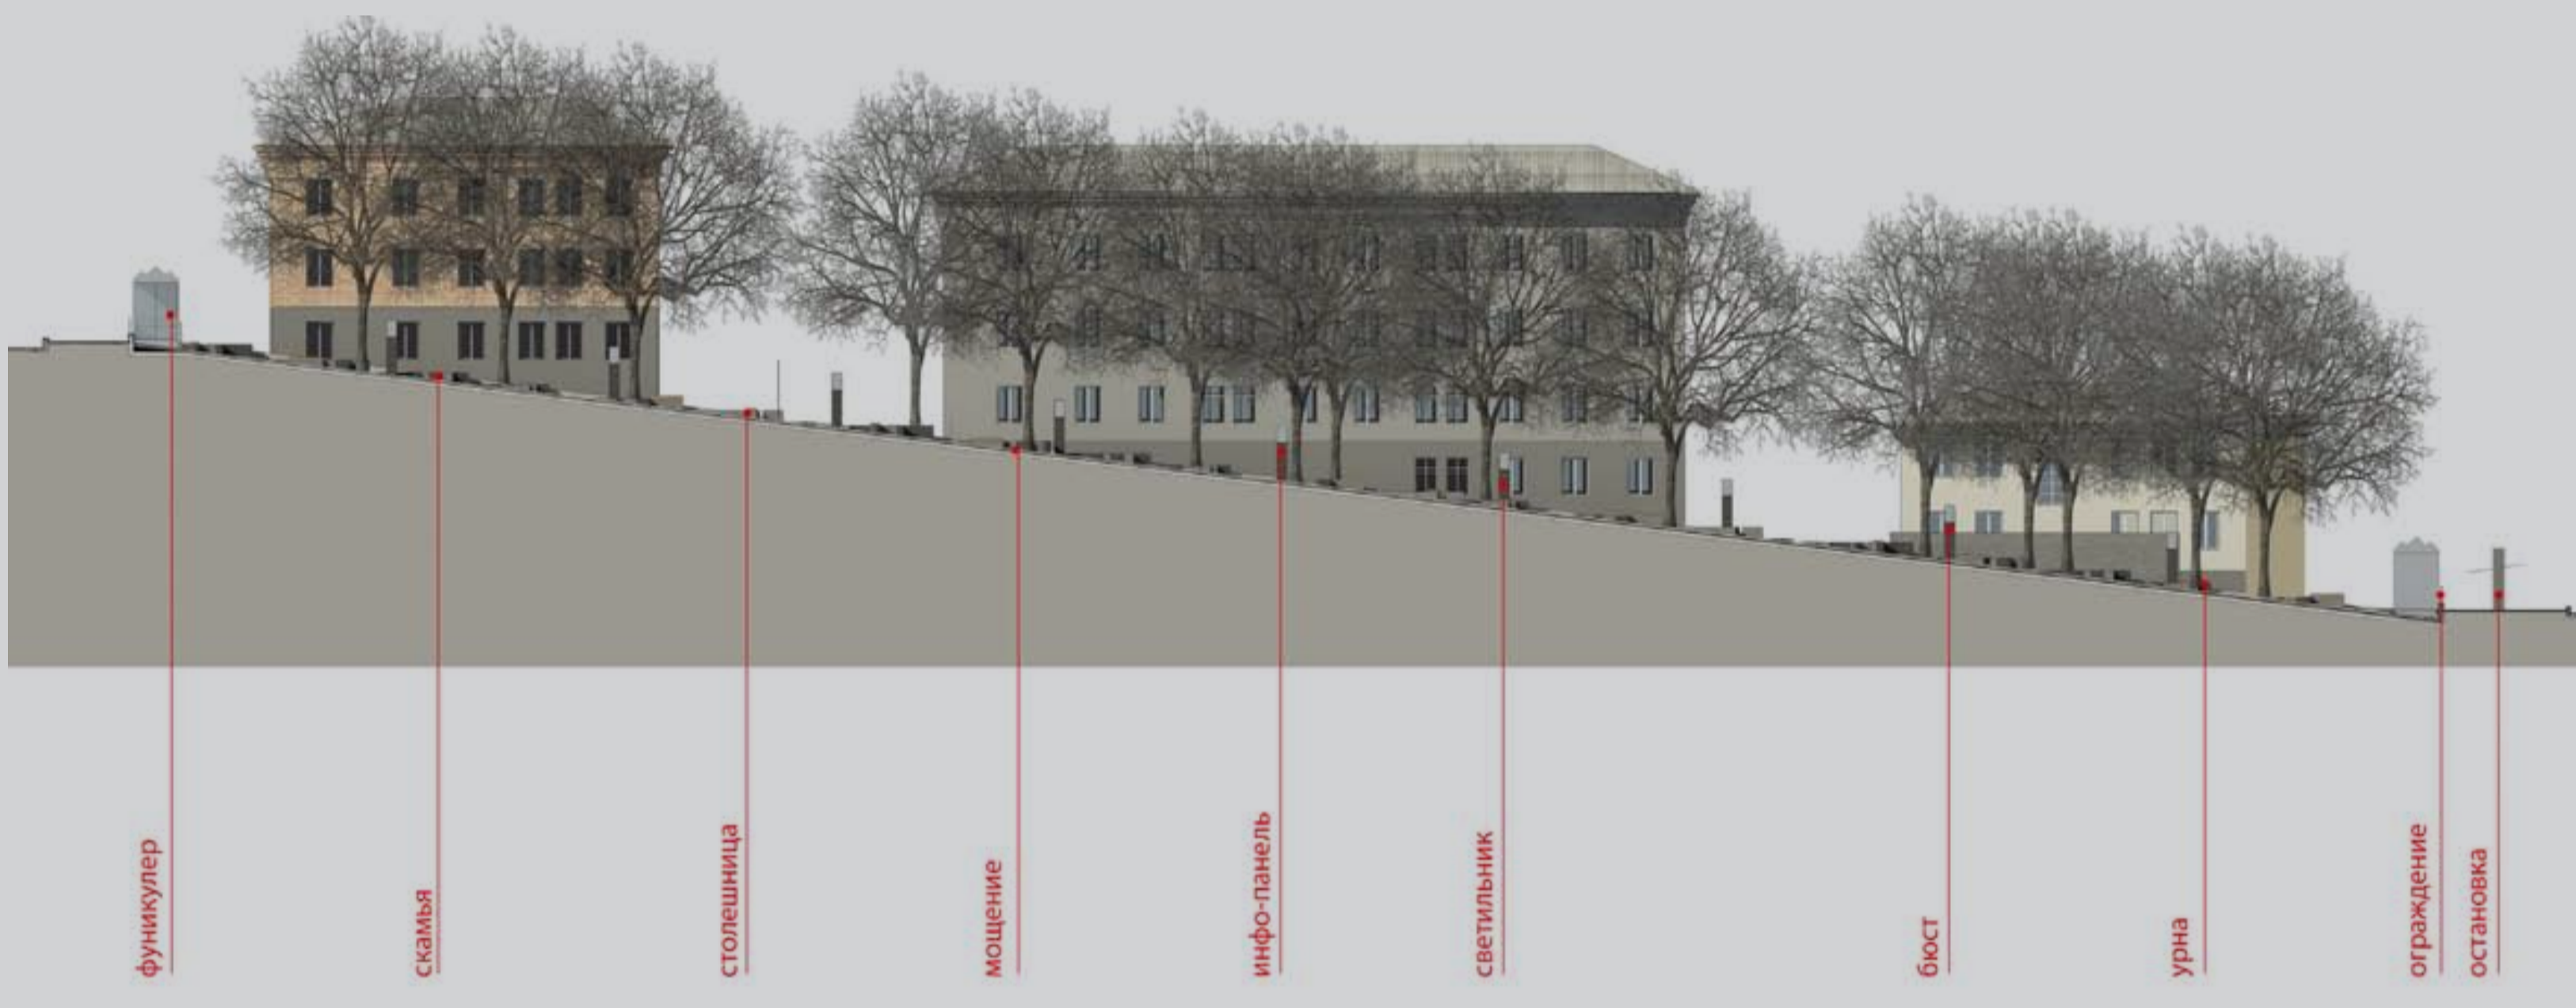 фуникулер
скамья
столешница
мощение
инфо-панель
светильник
бюст
урна
ограждение
остановка